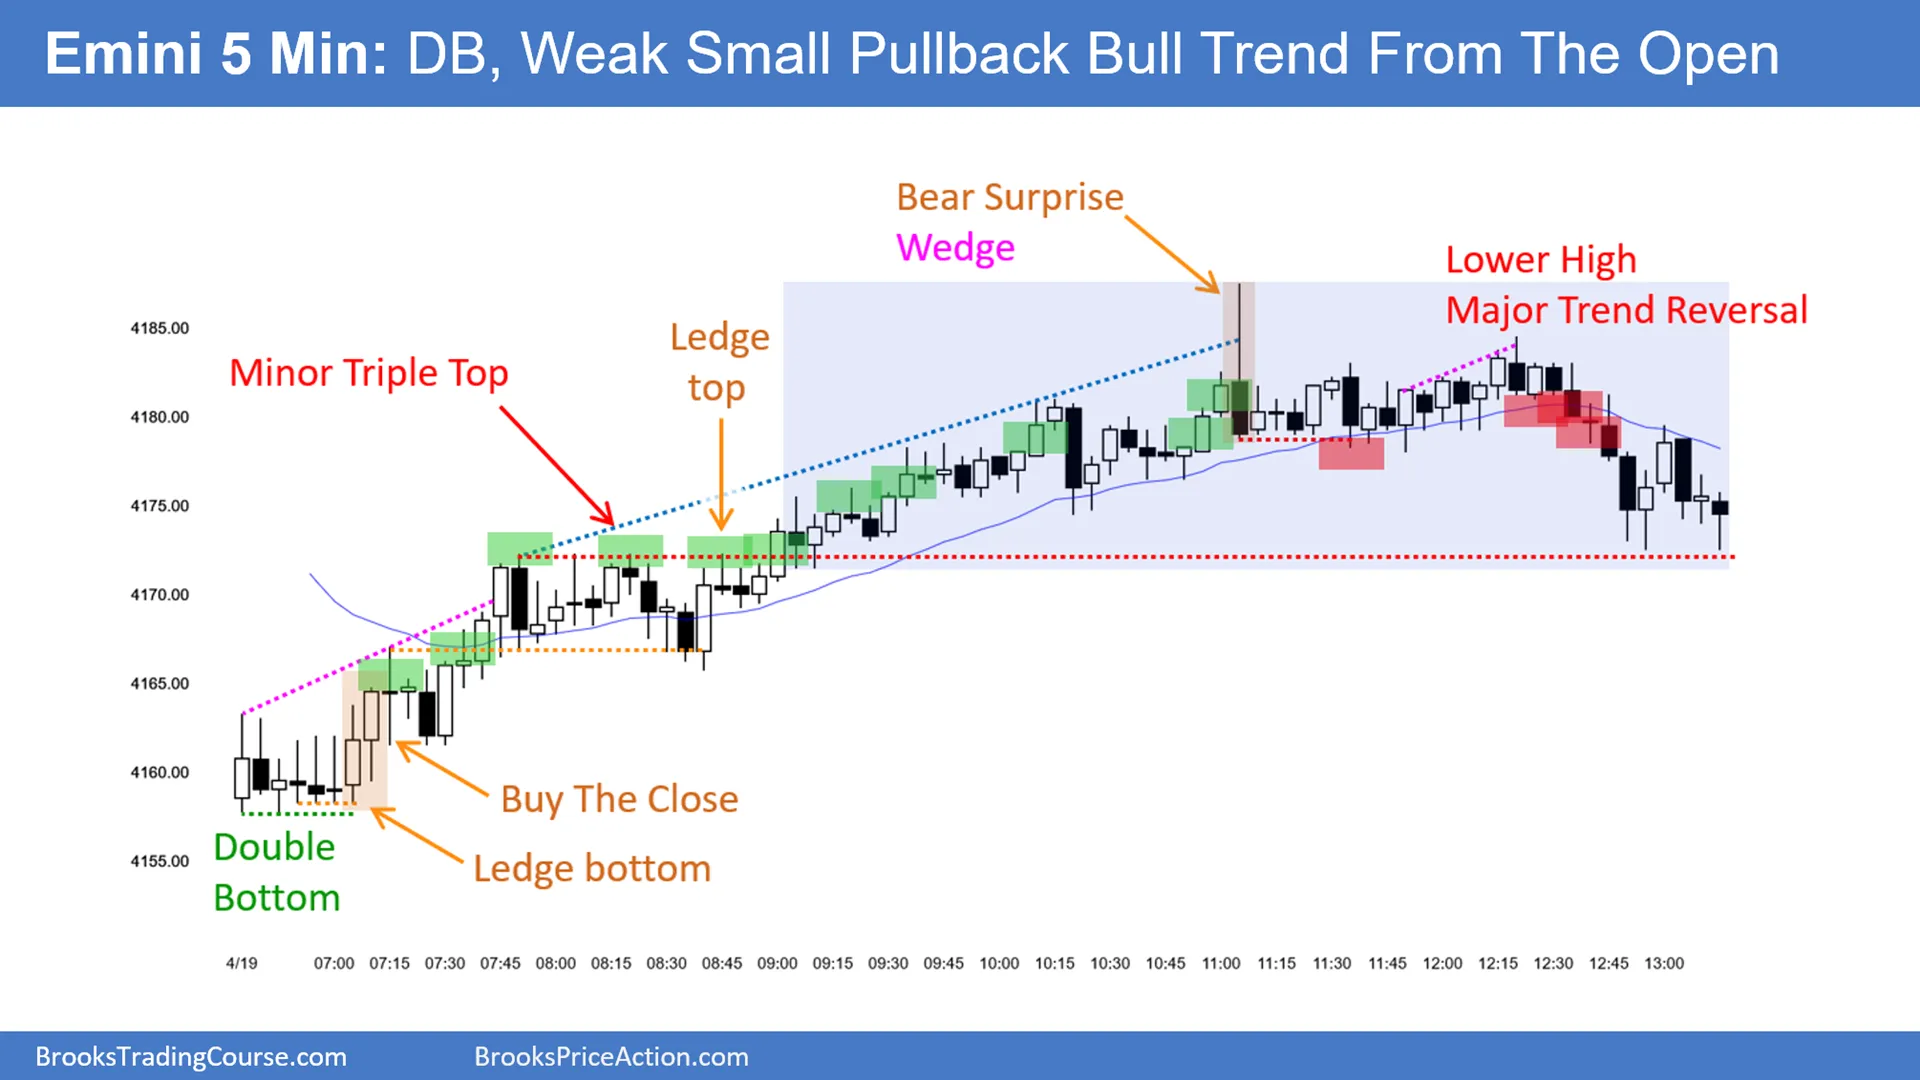 Emini 5 Min: DB, Weak Small Pullback Bull Trend From The Open
Bear Surprise
Wedge
Lower High
Major Trend Reversal
Ledge
top
Minor Triple Top
4185.00
4180.00
4175.00
4170.00
4165.00
4160.00
4155.00
Buy The Close
Ledge bottom
Double
Bottom
4/19 07:00 07:15 07:30 07:45 08:00 08:15 08:30 08:45 09:00 09:15 09:30 09:45 10:00 10:15 10:30 10:45 11:00 11:15 11:30 11:45 12:00 12:15 12:30 12:45 13:00
BrooksTradingCourse.com BrooksPriceAction.com